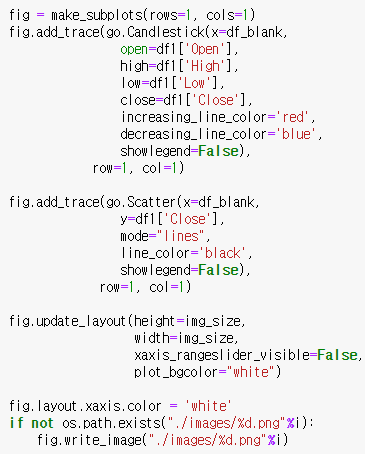 fig = make_subplots(rows=1, cols=1)
fig.add_trace(go.Candlestick(x=df_blank,
open=df1['Open'],
high=df1['High'],
low=df1['Low'],
close=df1['Close'],
increasing_line_color='red',
decreasing_line_color='blue',
showlegend=False),
row=1, col=1)
fig.add_trace(go.Scatter(x=df_blank,
y=df1['Close'],
mode="lines",
line_color='black',
showlegend=False),
row=1, col=1)
fig.update_layout(height=img_size,
width=img_size,
xaxis_rangeslider_visible=False,
plot_bgcolor="white")
fig.layout.xaxis.color = 'white'
if not os.path.exists("./images/%d.png"%i):
fig.write_image("./images/%d.png"%i)